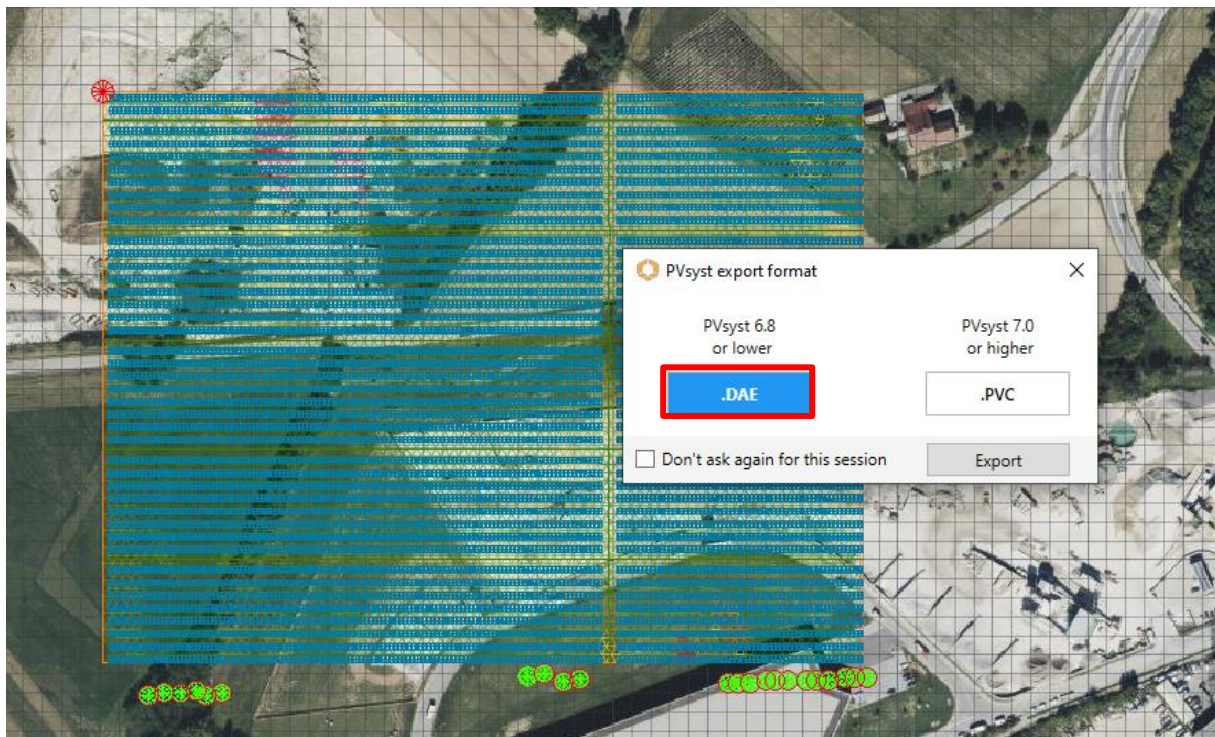 PVsyst export format
PVsyst 6.8
or lower
PVsyst 7.0
or higher
.DAE
.PVC
Don't ask again for this session
Export